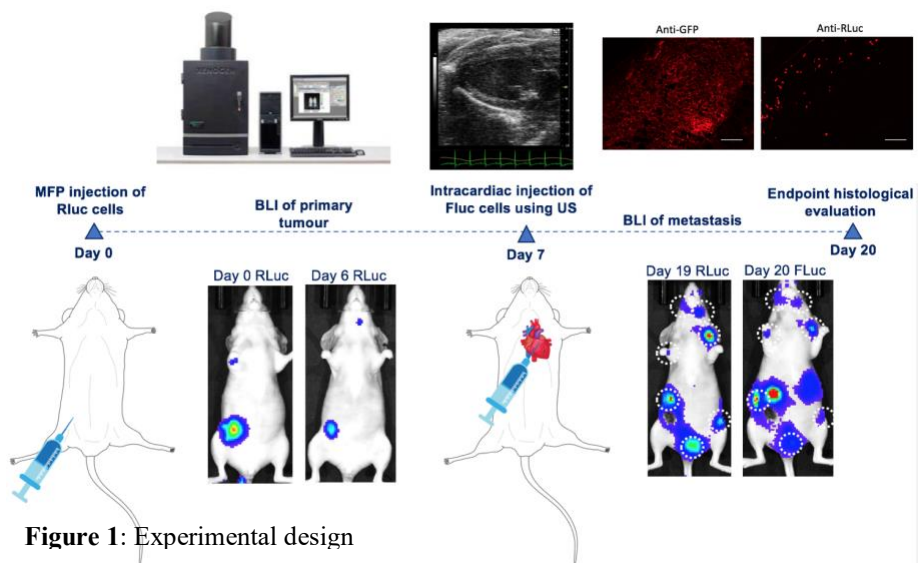 Anti-GFP
Anti-RLuc
MFP injection of
Rluc cells
BLI of primary
tumour
Intracardiac injection of
Fluc cells using US
BLI of metastasis
Endpoint histological
evaluation
Day 0
Day 7
Day 20
Day 0 RLuc
Day 6 RLuc
Day 19 RLuc
Day 20 FLuc
Figure 1: Experimental design